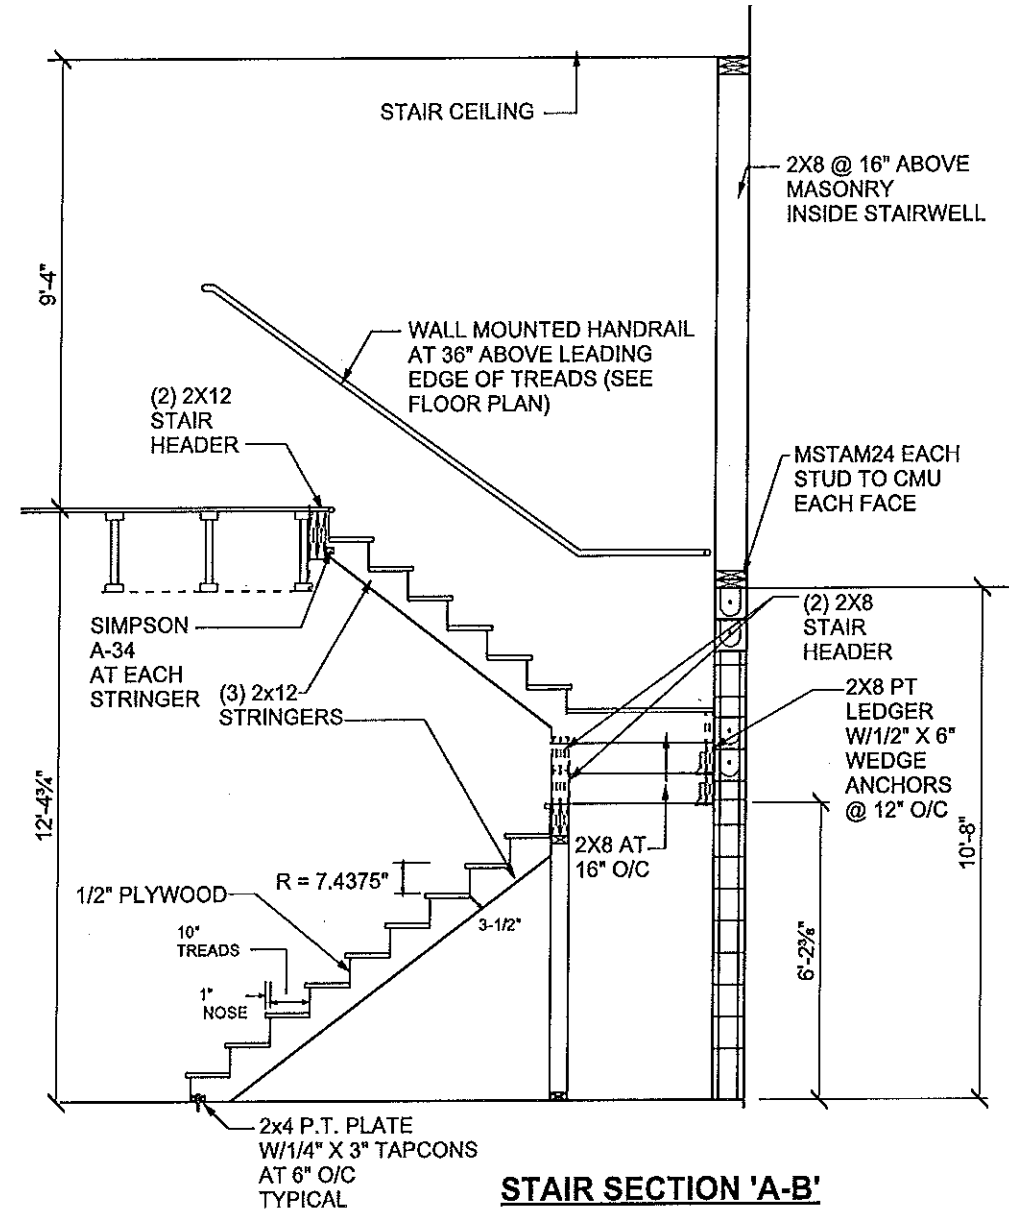 STAIR CEILING
2X8 @ 16" ABOVE
MASONRY
INSIDE STAIRWELL
9'-4"
WALL MOUNTED HANDRAIL
AT 36" ABOVE LEADING
EDGE OF TREADS (SEE
FLOOR PLAN)
(2) 2X12
STAIR
HEADER
MSTAM24 EACH
STUD TO CMU
EACH FACE
SIMPSON
A-34
AT EACH
STRINGER
(3) 2x12
STRINGERS
(2) 2X8
STAIR
HEADER
2X8 PT
LEDGER
W/1/2" X 6"
WEDGE
ANCHORS
@ 12" O/C
12'-4¾"
2X8 AT
16" O/C
10'-8"
R = 7.4375"
1/2" PLYWOOD
3-1/2"
10"
TREADS
6'-2⅜"
1"
NOSE
2x4 P.T. PLATE
W/1/4" X 3" TAPCONS
AT 6" O/C
TYPICAL
STAIR SECTION 'A-B'